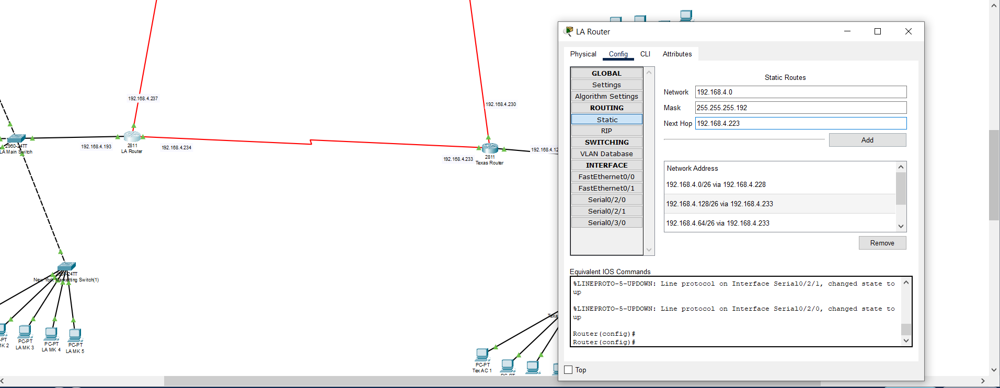 192.168.4.237
192.168.4.230
192.168.4.193
2811
LA Router
192.168.4.234
2960-24TT
LA Main Switch
192.168.4.233
2811
Texas Router
192.168.4.12
24TT
New York Marketting Switch(1)
-PT
MK 2
PC-PT
LA MK 3
PC-PT
LA MK 4
PC-PT
LA MK 5
Texa
PC-PT
Tex AC 1
PC-PT
LA Router
Physical
Config
CLI
Attributes
GLOBAL
Settings
Algorithm Settings
ROUTING
Static
RIP
SWITCHING
VLAN Database
INTERFACE
FastEthernet0/0
FastEthernet0/1
Serial0/2/0
Serial0/2/1
Serial0/3/0
Static Routes
Network 192.168.4.0
Mask 255.255.255.192
Next Hop 192.168.4.223
Add
Network Address
192.168.4.0/26 via 192.168.4.228
192.168.4.128/26 via 192.168.4.233
192.168.4.64/26 via 192.168.4.233
Remove
Equivalent IOS Commands
%LINEPROTO-5-UPDOWN: Line protocol on Interface Serial0/2/1, changed state to
up
%LINEPROTO-5-UPDOWN: Line protocol on Interface Serial0/2/0, changed state to
up
Router(config)#
Router(config)#
Top